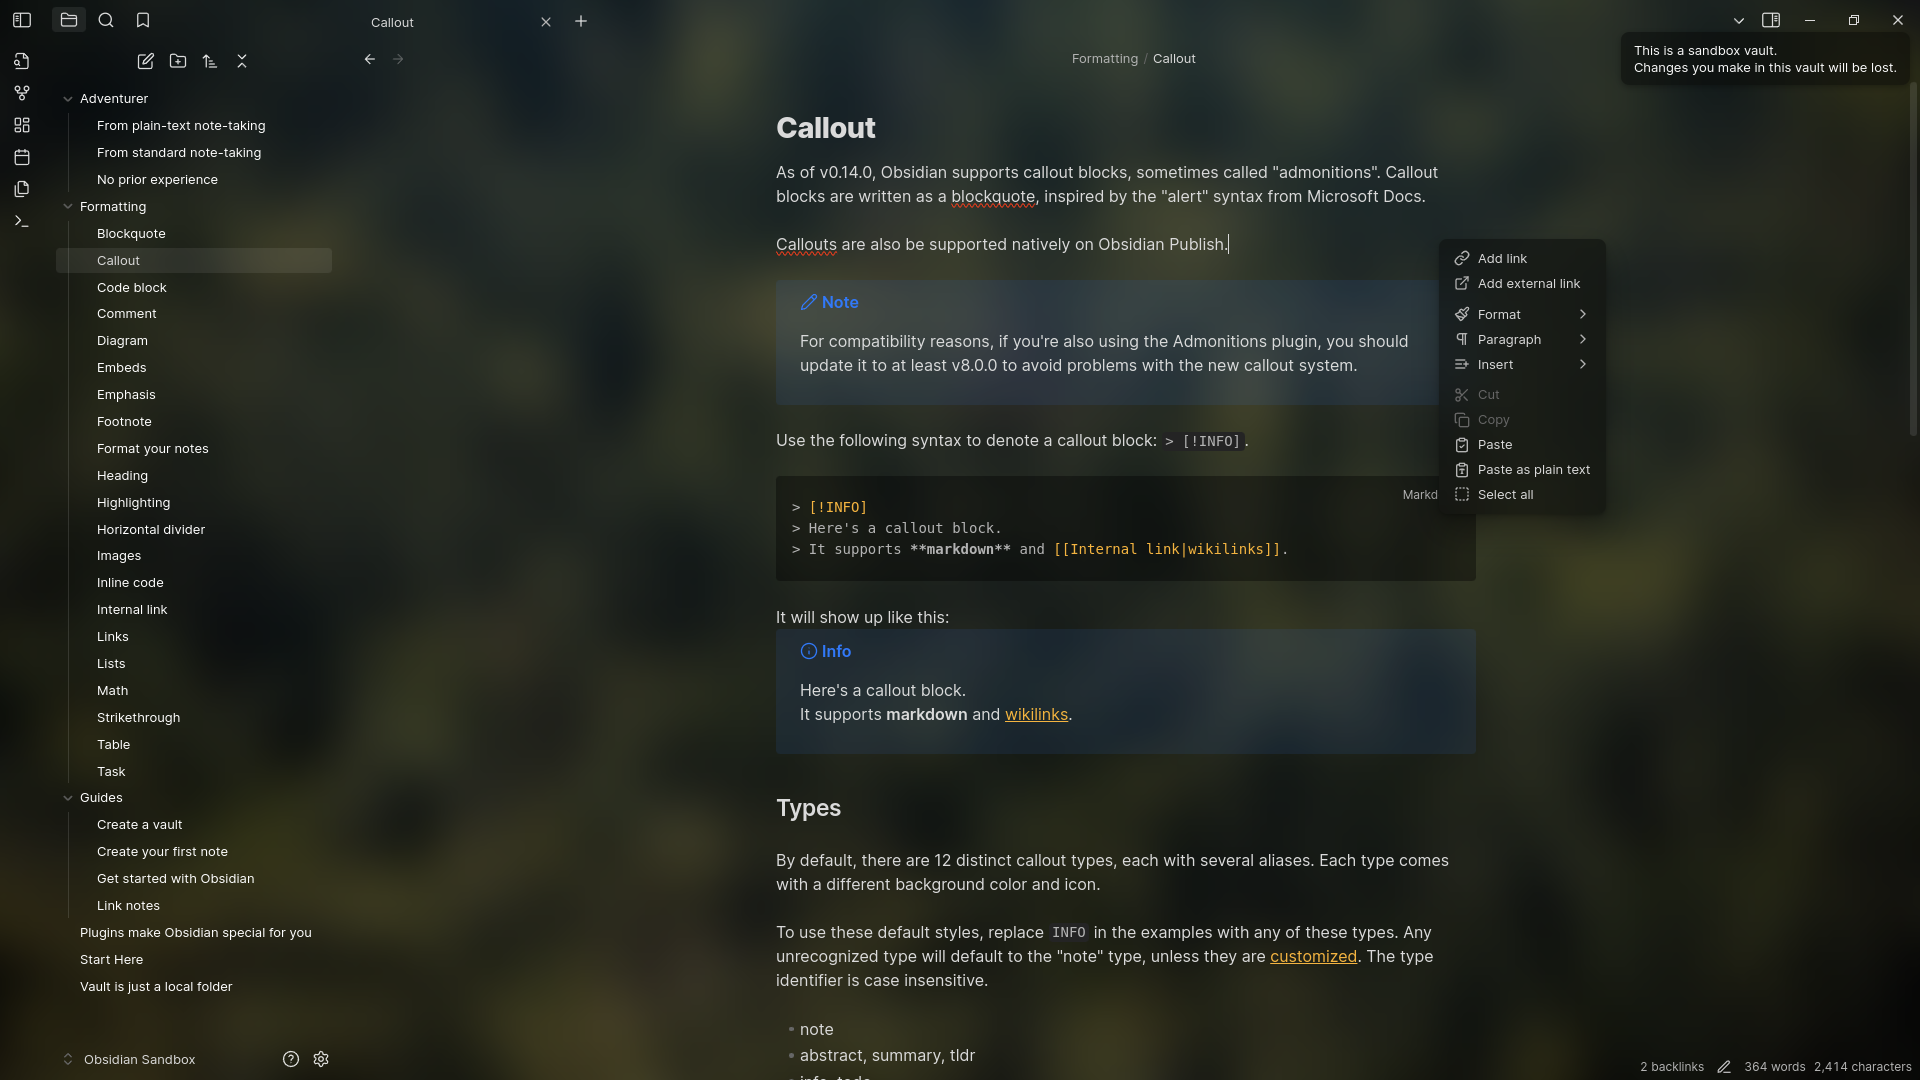 Callout
This is a sandbox vault.
Changes you make in this vault will be lost.
Formatting / Callout
Adventurer
From plain-text note-taking
From standard note-taking
No prior experience
Formatting
Blockquote
Callout
Code block
Comment
Diagram
Embeds
Emphasis
Footnote
Format your notes
Heading
Highlighting
Horizontal divider
Images
Inline code
Internal link
Links
Lists
Math
Strikethrough
Table
Task
Guides
Create a vault
Create your first note
Get started with Obsidian
Link notes
Plugins make Obsidian special for you
Start Here
Vault is just a local folder
Obsidian Sandbox
Callout
As of v0.14.0, Obsidian supports callout blocks, sometimes called "admonitions". Callout
blocks are written as a blockquote, inspired by the "alert" syntax from Microsoft Docs.
Callouts are also be supported natively on Obsidian Publish.
Note
For compatibility reasons, if you're also using the Admonitions plugin, you should
update it to at least v8.0.0 to avoid problems with the new callout system.
Use the following syntax to denote a callout block: > [!INFO].
Markd
> [!INFO]
> Here's a callout block.
> It supports **markdown** and [[Internal link|wikilinks]].
It will show up like this:
Info
Here's a callout block.
It supports markdown and wikilinks.
Types
By default, there are 12 distinct callout types, each with several aliases. Each type comes
with a different background color and icon.
To use these default styles, replace INFO in the examples with any of these types. Any
unrecognized type will default to the "note" type, unless they are customized. The type
identifier is case insensitive.
• note
• abstract, summary, tldr
Add link
Add external link
Format
Paragraph
Insert
Cut
Copy
Paste
Paste as plain text
Select all
2 backlinks 364 words 2,414 characters